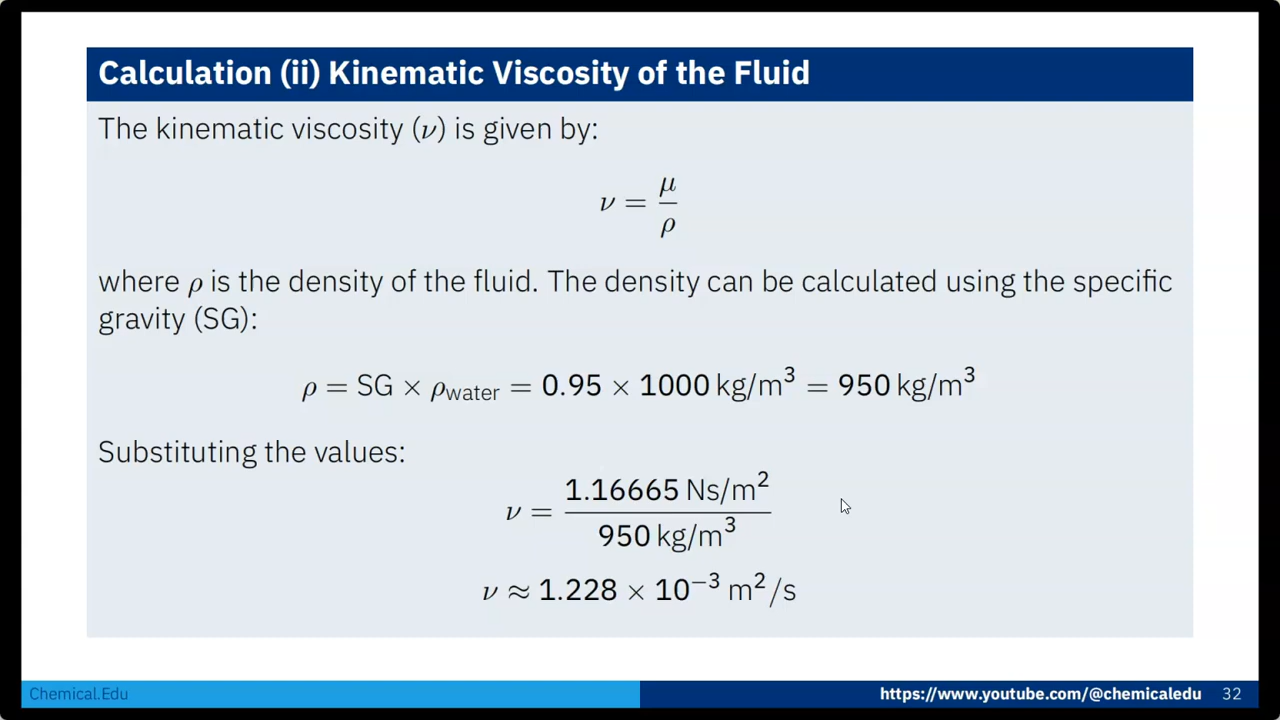 Calculation (ii) Kinematic Viscosity of the Fluid
The kinematic viscosity (ν) is given by:
ν = μ/ρ
where ρ is the density of the fluid. The density can be calculated using the specific
gravity (SG):
ρ = SG × ρwater = 0.95 × 1000 kg/m³ = 950 kg/m³
Substituting the values:
ν = 1.16665 Ns/m² / 950 kg/m³
ν ≈ 1.228 × 10⁻³ m²/s
Chemical.Edu
https://www.youtube.com/@chemicaledu 32